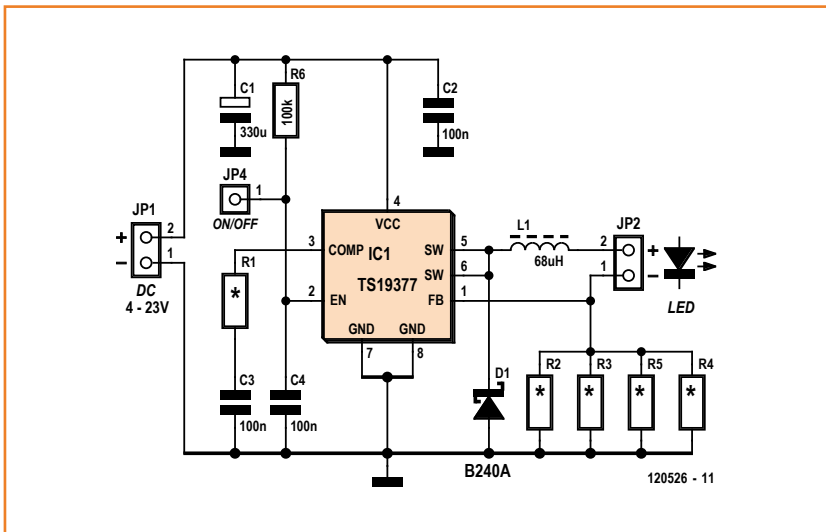 C1
330u
R6
100k
C2
100n
JP4
1
ON/OFF
JP1
+ 2
– 1
DC
4 - 23V
R1
*
C3
100n
C4
100n
4
VCC
3 COMP
IC1
TS19377
2 EN
SW 5
SW 6
FB 1
GND GND
7 8
L1
68uH
JP2
2 +
1 –
LED
D1
B240A
R2
*
R3
*
R5
*
R4
*
120526 - 11